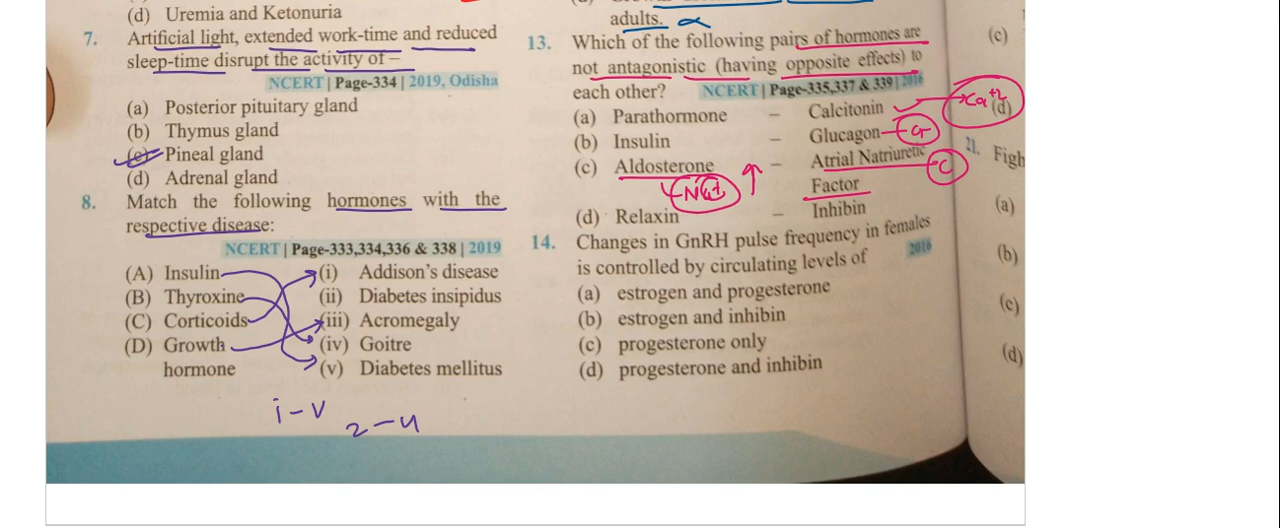 (d) Uremia and Ketonuria
7. Artificial light, extended work-time and reduced
sleep-time disrupt the activity of –
NCERT | Page-334 | 2019, Odisha
(a) Posterior pituitary gland
(b) Thymus gland
(c) Pineal gland
(d) Adrenal gland
8. Match the following hormones with the
respective disease:
NCERT | Page-333,334,336 & 338 | 2019
(A) Insulin (i) Addison's disease
(B) Thyroxine (ii) Diabetes insipidus
(C) Corticoids (iii) Acromegaly
(D) Growth (iv) Goitre
hormone (v) Diabetes mellitus
i-v
2-4
adults.
13. Which of the following pairs of hormones are
not antagonistic (having opposite effects) to
each other? NCERT | Page-335,337 & 339 | 2016
(a) Parathormone – Calcitonin
(b) Insulin – Glucagon
(c) Aldosterone – Atrial Natriuretic
Factor
(d) Relaxin – Inhibin
14. Changes in GnRH pulse frequency in females
is controlled by circulating levels of 2016
(a) estrogen and progesterone
(b) estrogen and inhibin
(c) progesterone only
(d) progesterone and inhibin
(c)
(d)
21. Figh
(a)
(b)
(c)
(d)